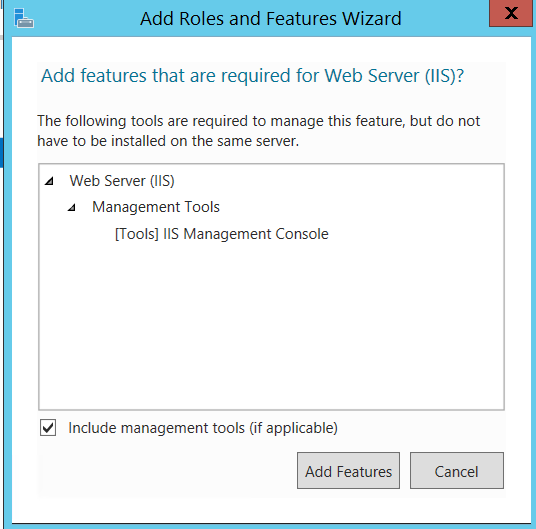 Add Roles and Features Wizard
X
Add features that are required for Web Server (IIS)?
The following tools are required to manage this feature, but do not
have to be installed on the same server.
Web Server (IIS)
Management Tools
[Tools] IIS Management Console
Include management tools (if applicable)
Add Features
Cancel